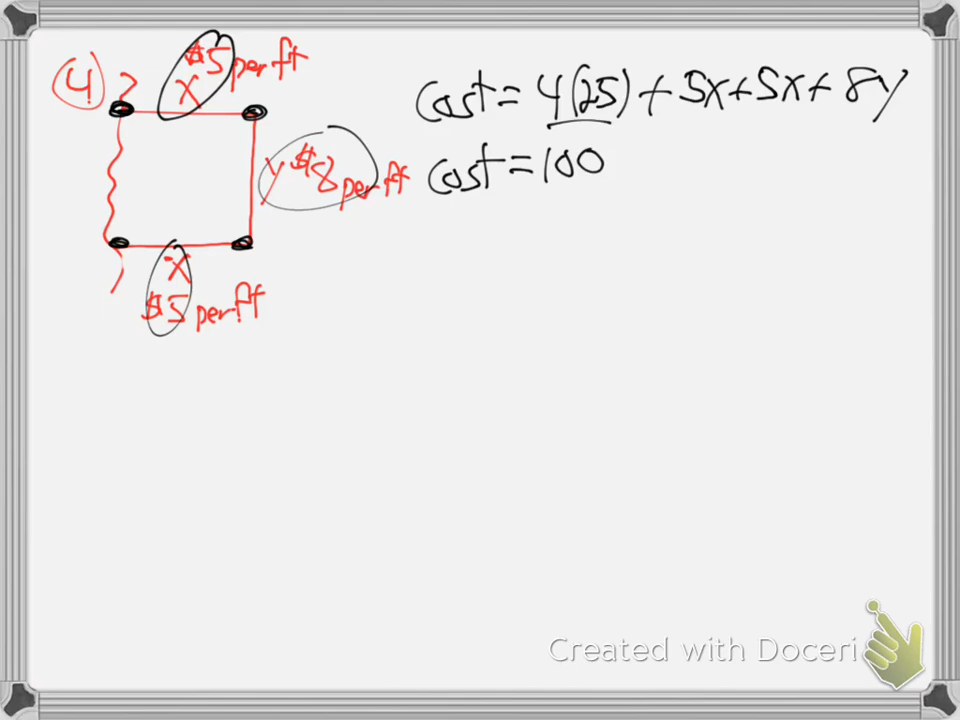 (4)
$5 per ft
x
y $8 per ft
x
$5 per ft
Cost = 4(25) + 5x + 5x + 8y
Cost = 100
Created with Doceri